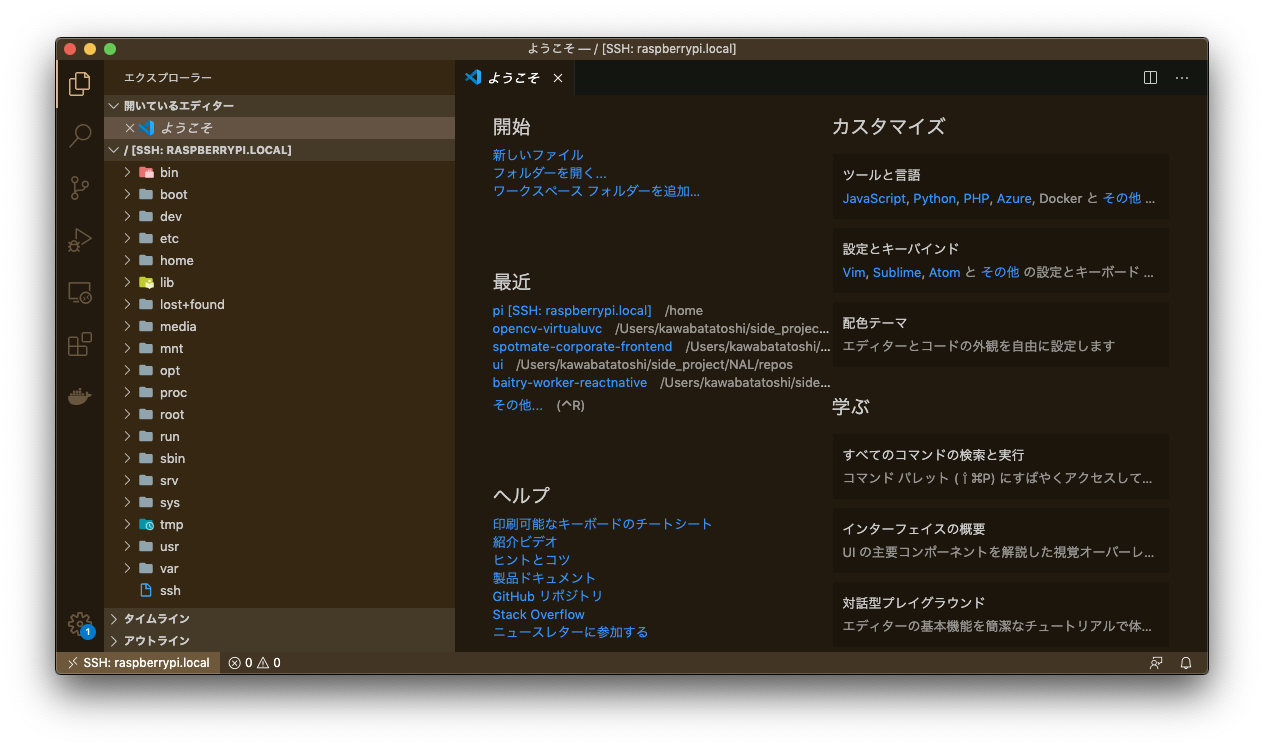 ようこそ — / [SSH: raspberrypi.local]
エクスプローラー
開いているエディター
ようこそ
/ [SSH: RASPBERRYPI.LOCAL]
bin
boot
dev
etc
home
lib
lost+found
media
mnt
opt
proc
root
run
sbin
srv
sys
tmp
usr
var
ssh
タイムライン
アウトライン
ようこそ
開始
新しいファイル
フォルダーを開く...
ワークスペース フォルダーを追加...
最近
pi [SSH: raspberrypi.local] /home
opencv-virtualuvc /Users/kawabatatoshi/side_projec...
spotmate-corporate-frontend /Users/kawabatatoshi/...
ui /Users/kawabatatoshi/side_project/NAL/repos
baitry-worker-reactnative /Users/kawabatatoshi/side...
その他... (^R)
ヘルプ
印刷可能なキーボードのチートシート
紹介ビデオ
ヒントとコツ
製品ドキュメント
GitHub リポジトリ
Stack Overflow
ニュースレターに参加する
カスタマイズ
ツールと言語
JavaScript, Python, PHP, Azure, Docker と その他 ...
設定とキーバインド
Vim, Sublime, Atom と その他 の設定とキーボード ...
配色テーマ
エディターとコードの外観を自由に設定します
学ぶ
すべてのコマンドの検索と実行
コマンド パレット (⇧⌘P) にすばやくアクセスして...
インターフェイスの概要
UI の主要コンポーネントを解説した視覚オーバーレ...
対話型プレイグラウンド
エディターの基本機能を簡潔なチュートリアルで体...
1
SSH: raspberrypi.local
0
0